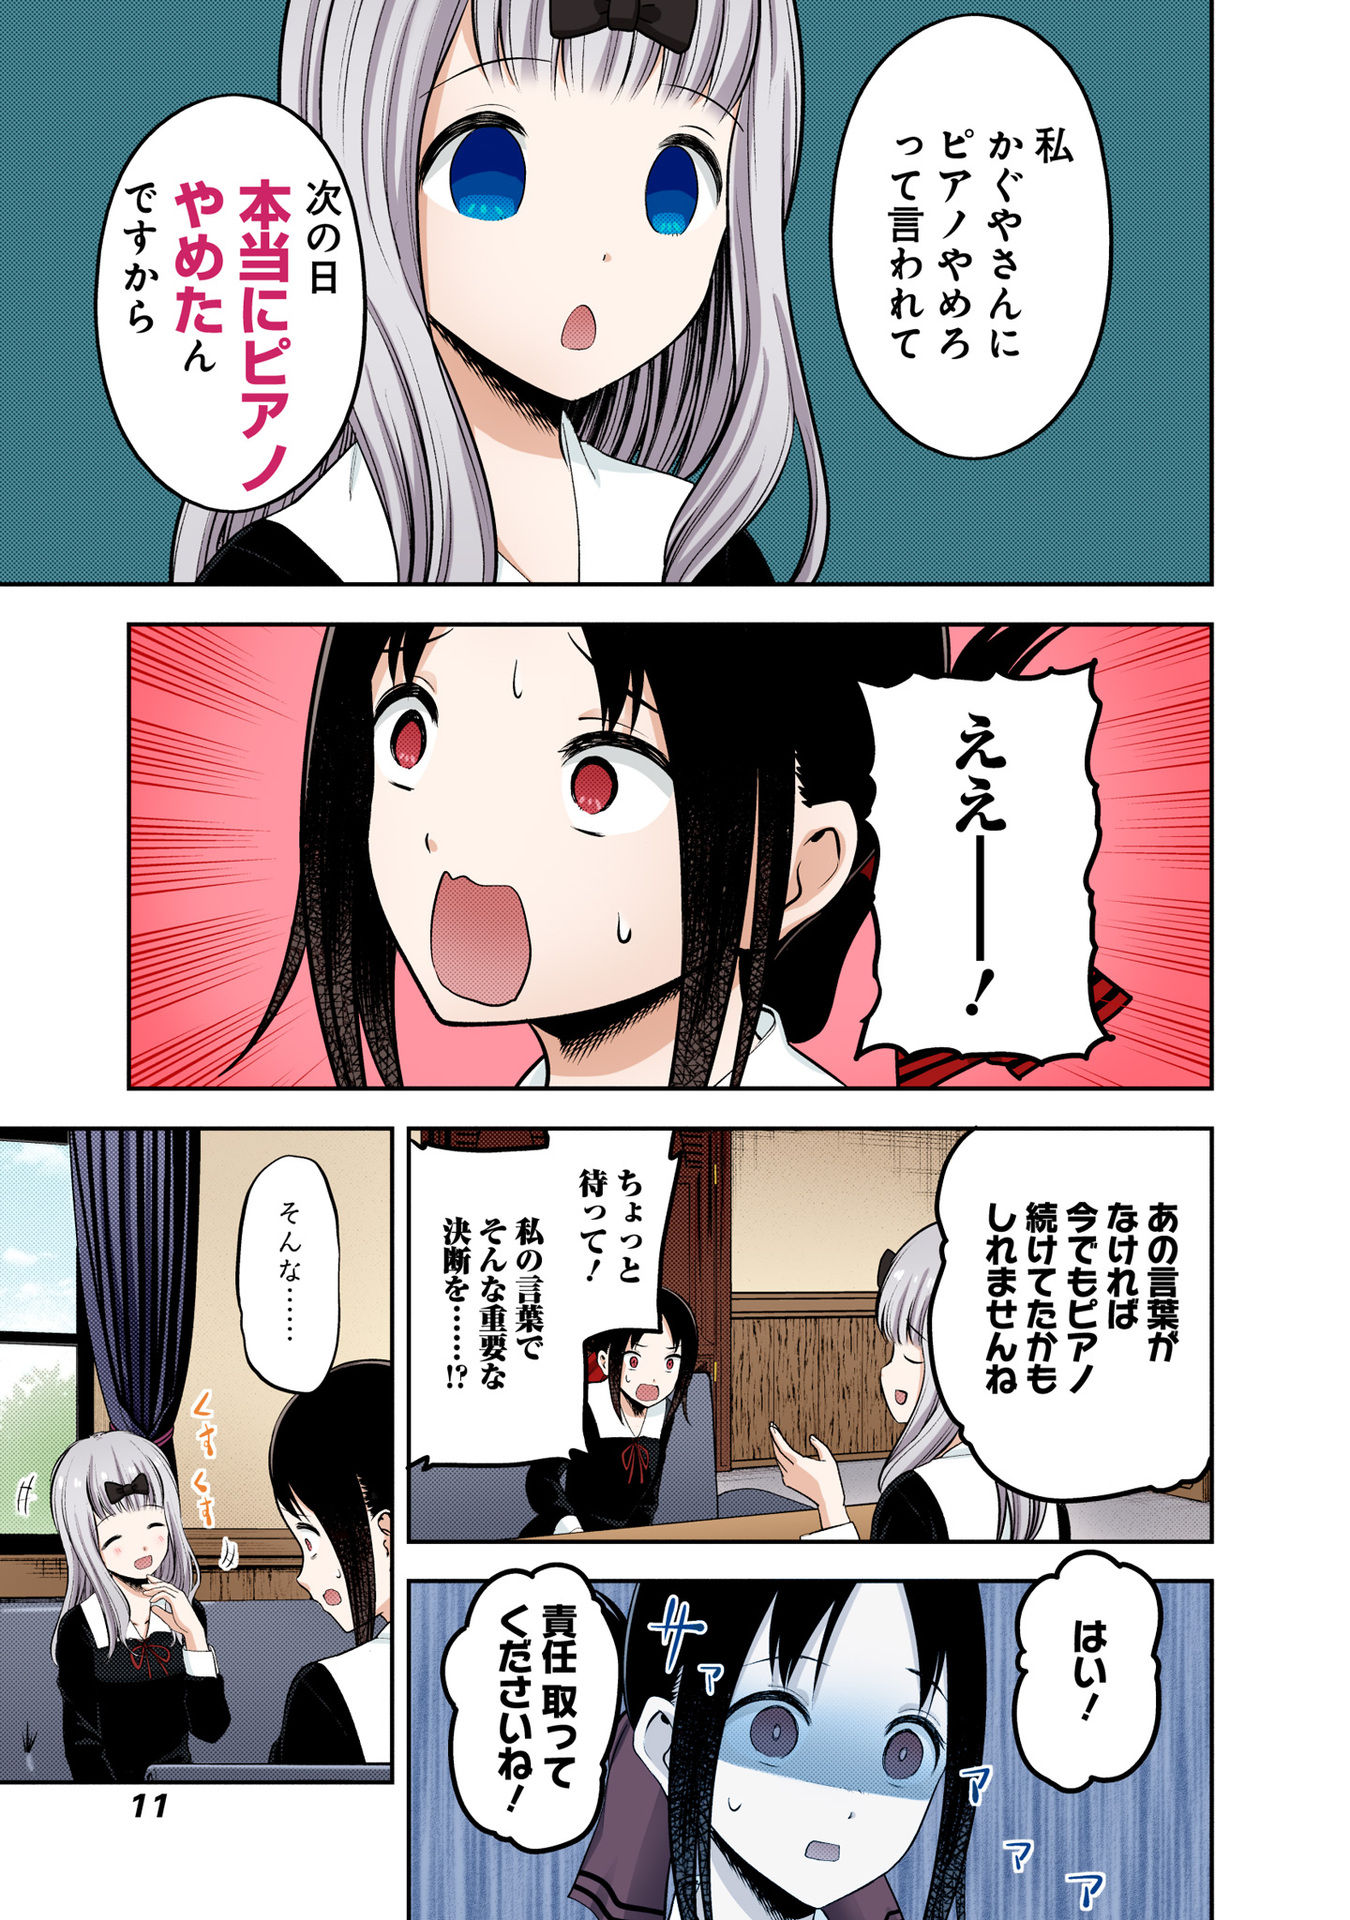 私
かぐやさんに
ピアノやめろ
って言われて
次の日
本当にピアノ
やめたん
ですから
ええ――!
あの言葉が
なければ
今でもピアノ
続けてたかも
しれませんね
ちょっと
待って!
私の言葉で
そんな重要な
決断を……!?
はい!
サァ
ァァァ
責任取って
くださいね!
そんな……
くすくす
11